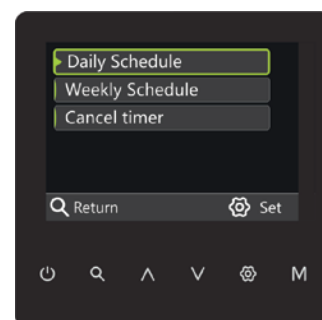 Daily Schedule
Weekly Schedule
Cancel timer
Return Set
M